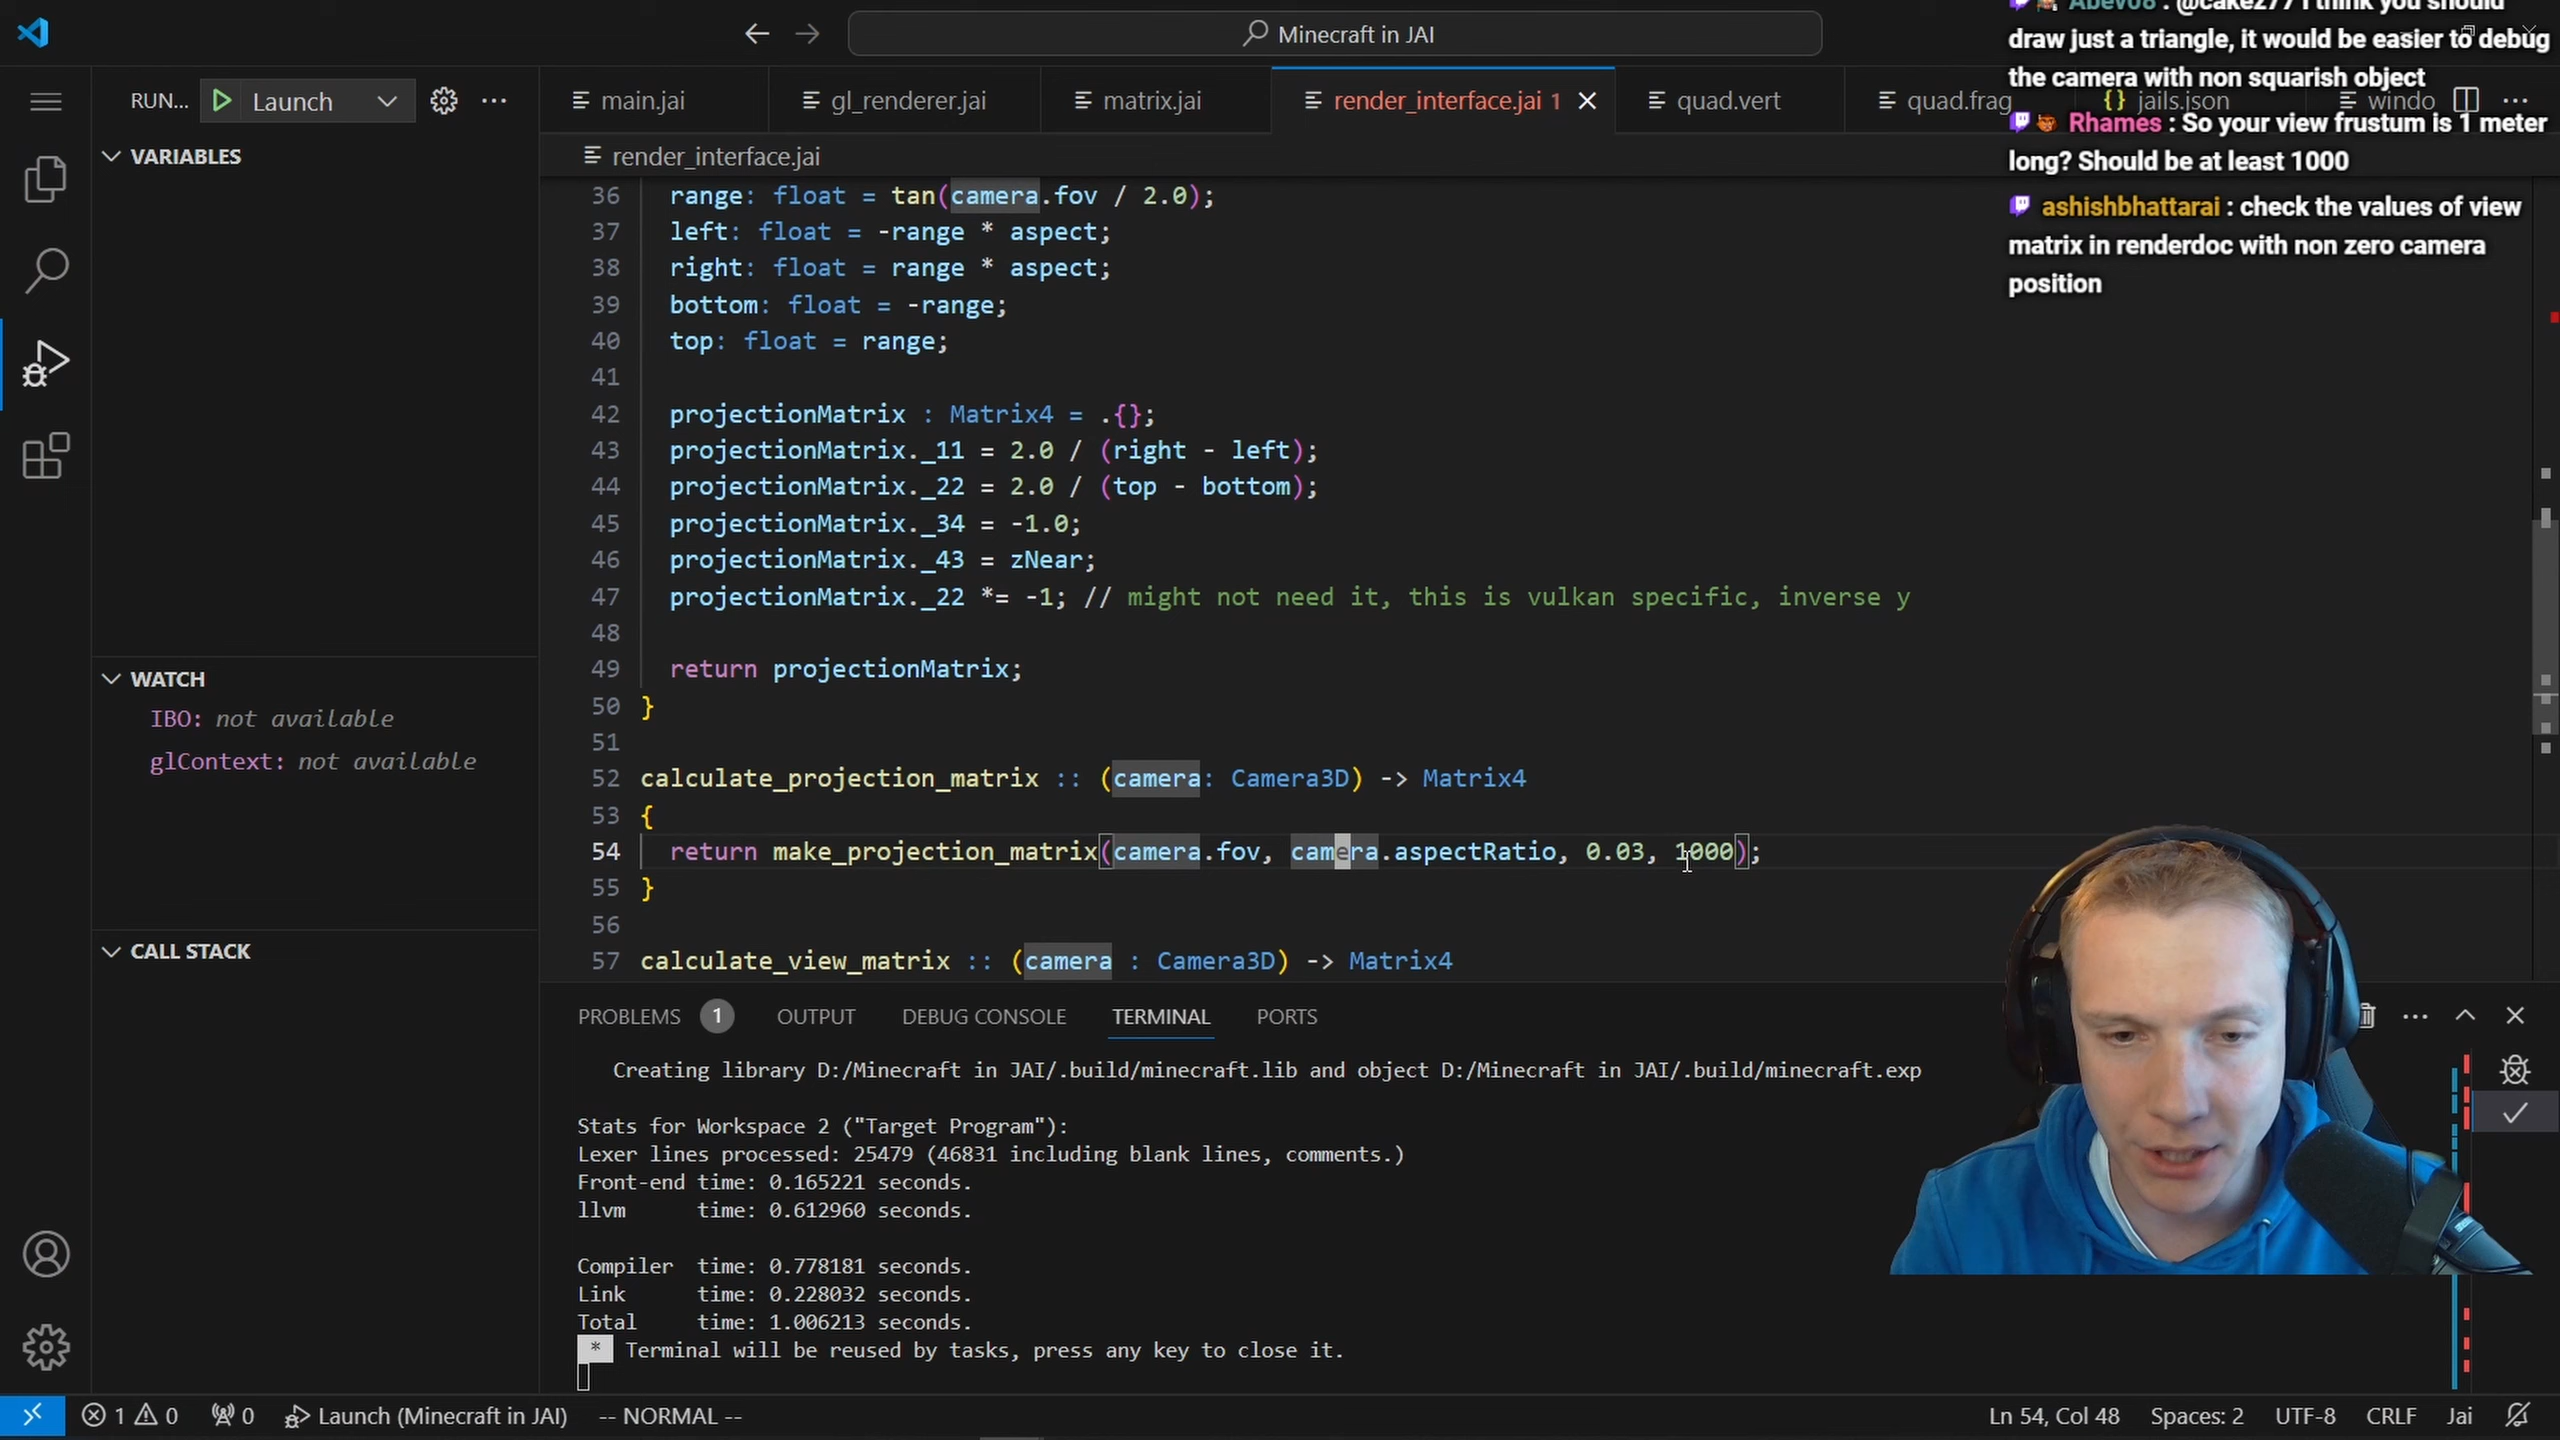 Minecraft in JAI
Abev08 : @cakez77 I think you should
draw just a triangle, it would be easier to debug
the camera with non squarish object
Rhames : So your view frustum is 1 meter
long? Should be at least 1000
ashishbhattarai : check the values of view
matrix in renderdoc with non zero camera
position
RUN...
Launch
main.jai
gl_renderer.jai
matrix.jai
render_interface.jai 1
quad.vert
quad.frag
{} jails.json
windo
render_interface.jai
VARIABLES
WATCH
IBO: not available
glContext: not available
CALL STACK
36 range: float = tan(camera.fov / 2.0);
37 left: float = -range * aspect;
38 right: float = range * aspect;
39 bottom: float = -range;
40 top: float = range;
41
42 projectionMatrix : Matrix4 = .{};
43 projectionMatrix._11 = 2.0 / (right - left);
44 projectionMatrix._22 = 2.0 / (top - bottom);
45 projectionMatrix._34 = -1.0;
46 projectionMatrix._43 = zNear;
47 projectionMatrix._22 *= -1; // might not need it, this is vulkan specific, inverse y
48
49 return projectionMatrix;
50 }
51
52 calculate_projection_matrix :: (camera: Camera3D) -> Matrix4
53 {
54 return make_projection_matrix(camera.fov, camera.aspectRatio, 0.03, 1000);
55 }
56
57 calculate_view_matrix :: (camera : Camera3D) -> Matrix4
PROBLEMS 1 OUTPUT DEBUG CONSOLE TERMINAL PORTS
Creating library D:/Minecraft in JAI/.build/minecraft.lib and object D:/Minecraft in JAI/.build/minecraft.exp
Stats for Workspace 2 ("Target Program"):
Lexer lines processed: 25479 (46831 including blank lines, comments.)
Front-end time: 0.165221 seconds.
llvm time: 0.612960 seconds.
Compiler time: 0.778181 seconds.
Link time: 0.228032 seconds.
Total time: 1.006213 seconds.
* Terminal will be reused by tasks, press any key to close it.
1 0 0 Launch (Minecraft in JAI) -- NORMAL -- Ln 54, Col 48 Spaces: 2 UTF-8 CRLF Jai